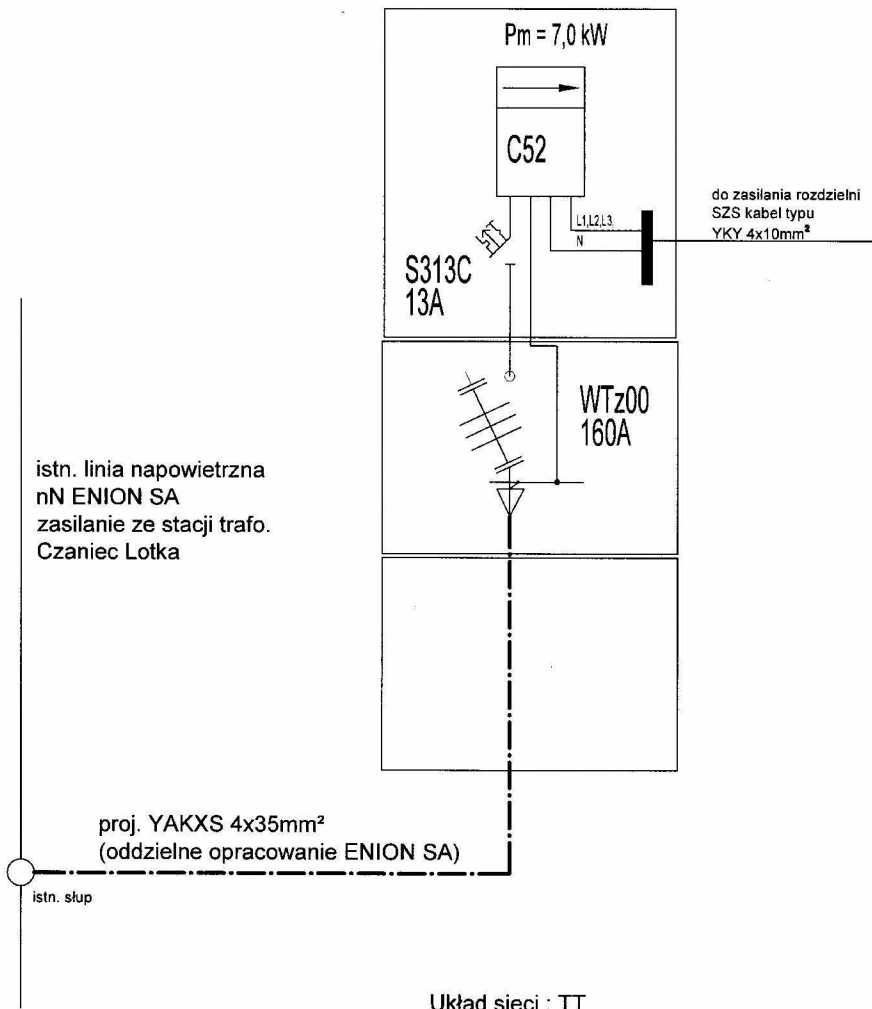 Pm = 7,0 kW
C52
L1,L2,L3
N
do zasilania rozdzielni
SZS kabel typu
YKY 4x10mm²
S313C
13A
WTz00
160A
istn. linia napowietrzna
nN ENION SA
zasilanie ze stacji trafo.
Czaniec Lotka
proj. YAKXS 4x35mm²
(oddzielne opracowanie ENION SA)
istn. słup
Układ sieci : TT